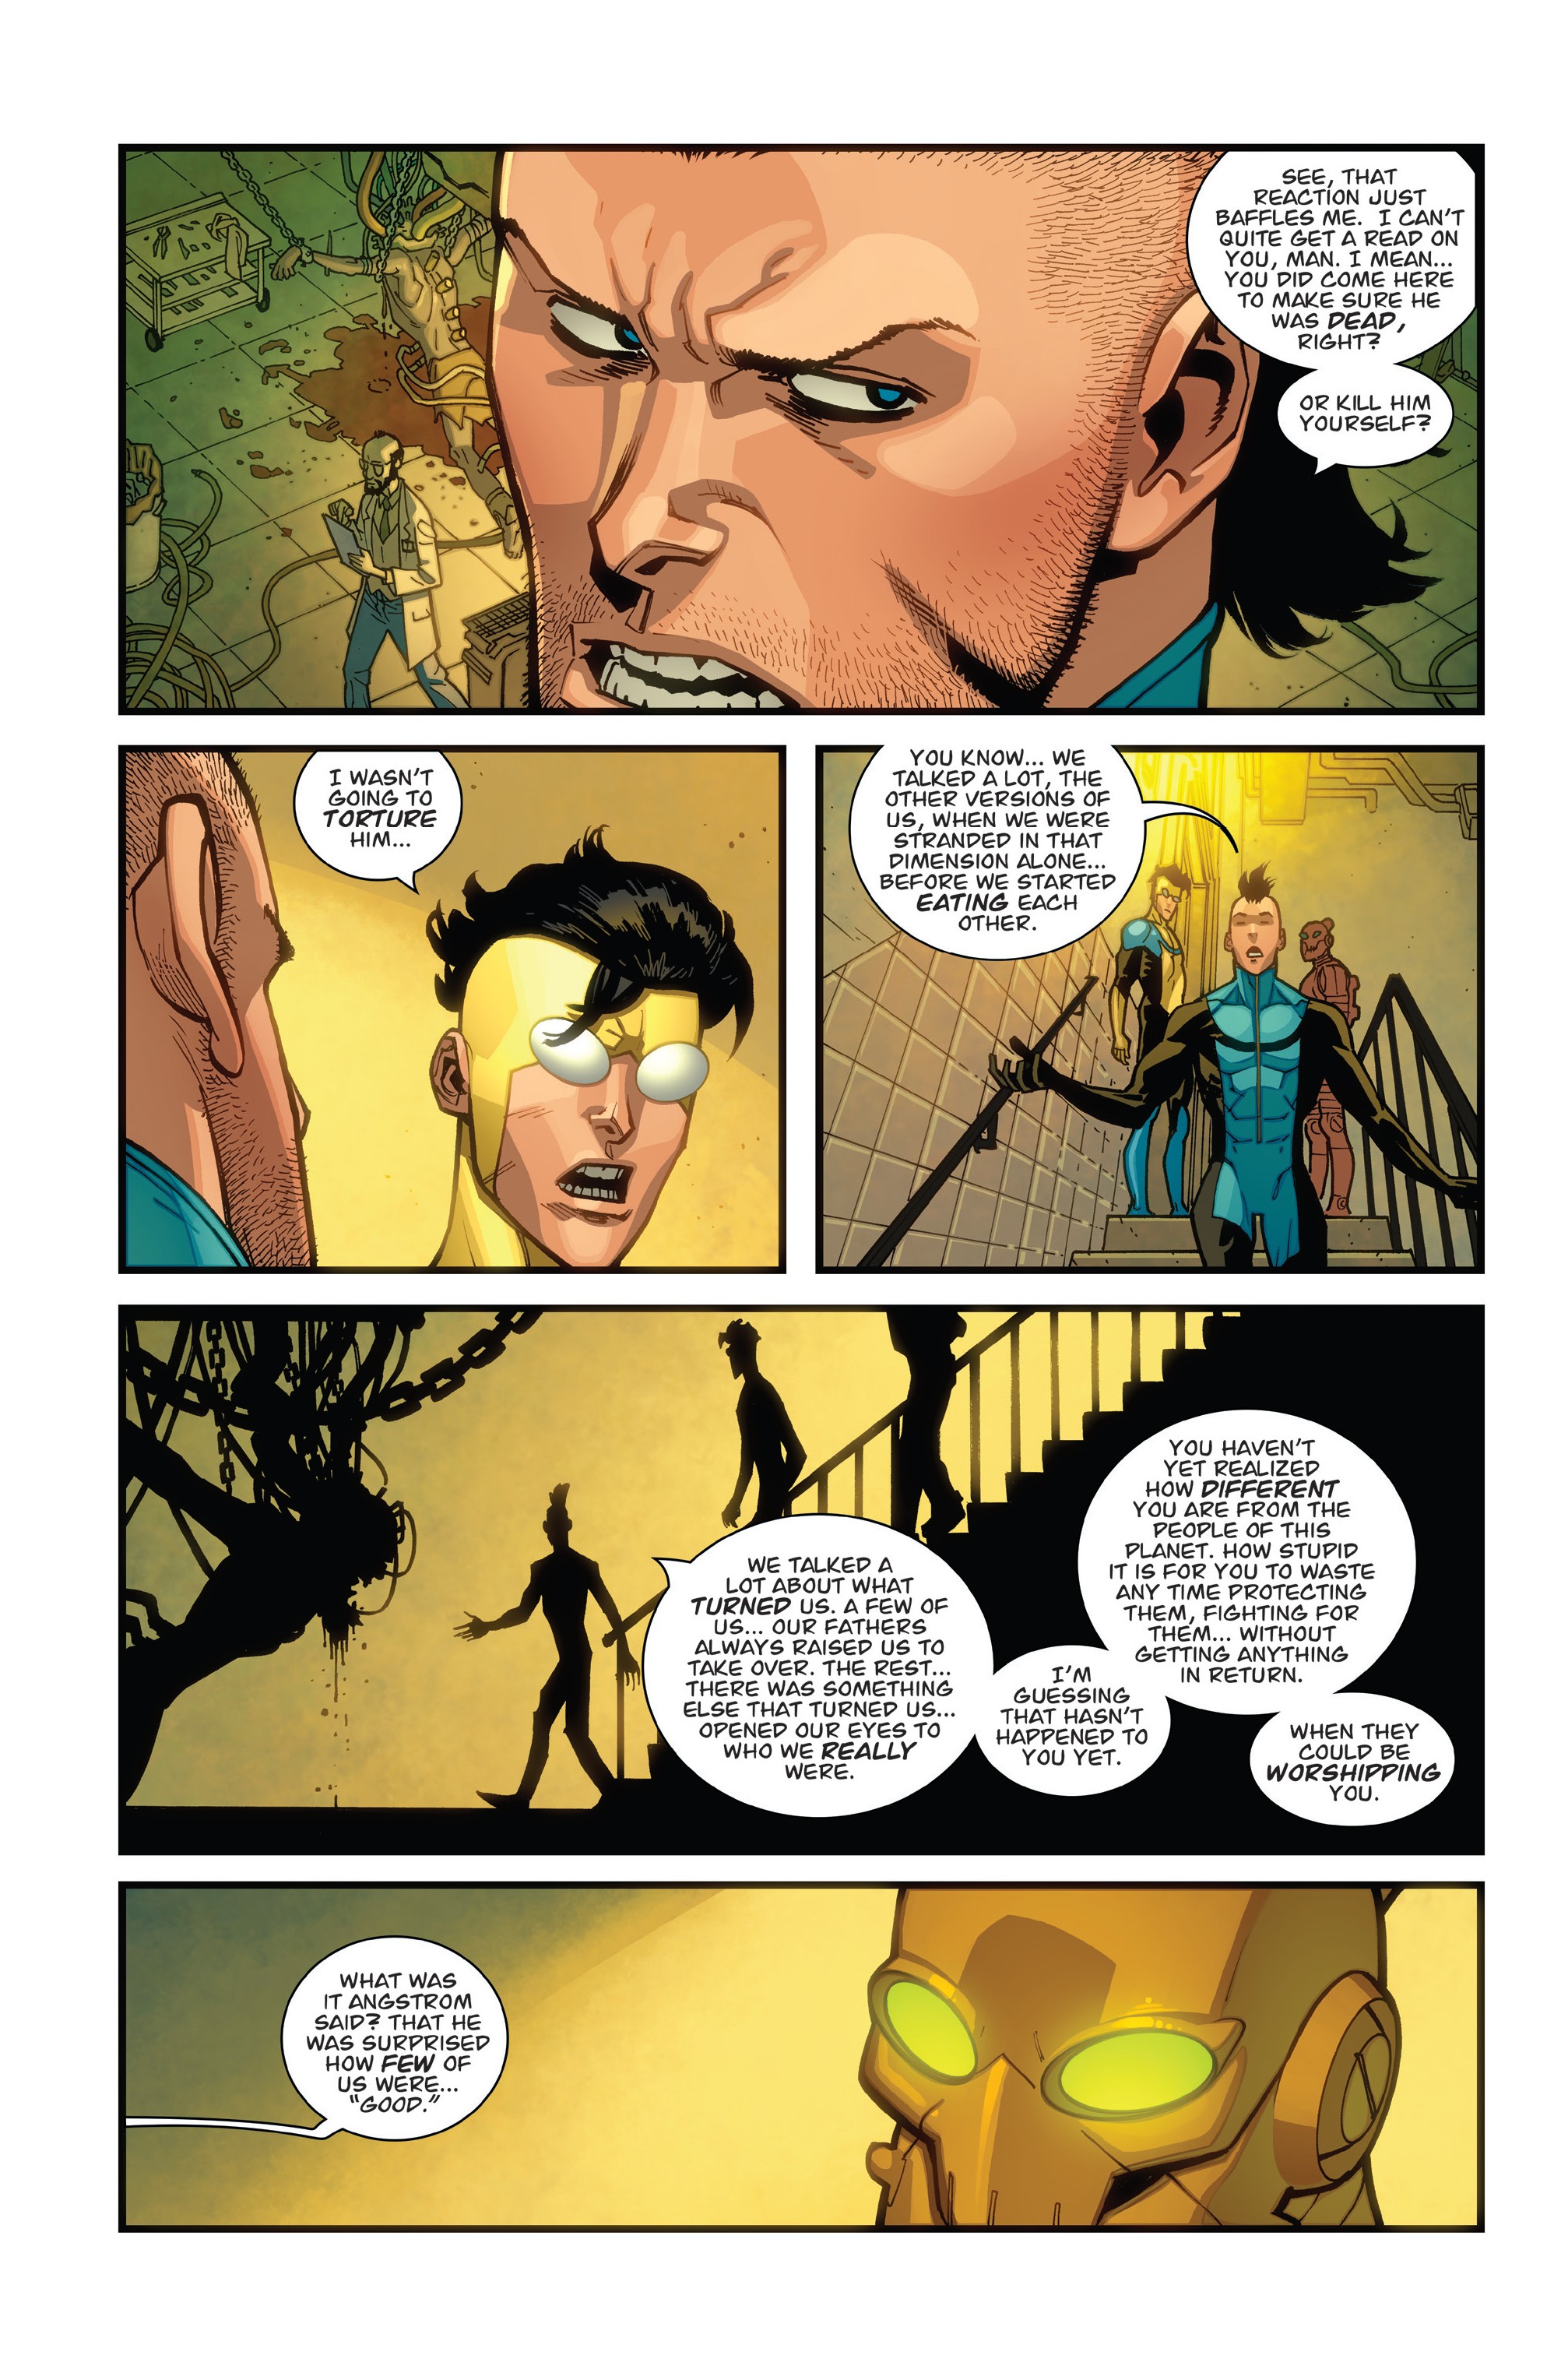 SEE, THAT
REACTION JUST
BAFFLES ME. I CAN'T
QUITE GET A READ ON
YOU, MAN. I MEAN...
YOU DID COME HERE
TO MAKE SURE HE
WAS DEAD,
RIGHT?
OR KILL HIM
YOURSELF?
I WASN'T
GOING TO
TORTURE
HIM...
YOU KNOW... WE
TALKED A LOT, THE
OTHER VERSIONS OF
US, WHEN WE WERE
STRANDED IN THAT
DIMENSION ALONE...
BEFORE WE STARTED
EATING EACH
OTHER.
WE TALKED A
LOT ABOUT WHAT
TURNED US. A FEW OF
US... OUR FATHERS
ALWAYS RAISED US TO
TAKE OVER. THE REST...
THERE WAS SOMETHING
ELSE THAT TURNED US...
OPENED OUR EYES TO
WHO WE REALLY
WERE.
I'M
GUESSING
THAT HASN'T
HAPPENED TO
YOU YET.
YOU HAVEN'T
YET REALIZED
HOW DIFFERENT
YOU ARE FROM THE
PEOPLE OF THIS
PLANET. HOW STUPID
IT IS FOR YOU TO WASTE
ANY TIME PROTECTING
THEM, FIGHTING FOR
THEM... WITHOUT
GETTING ANYTHING
IN RETURN.
WHEN THEY
COULD BE
WORSHIPPING
YOU.
WHAT WAS
IT ANGSTROM
SAID? THAT HE
WAS SURPRISED
HOW FEW OF
US WERE...
"GOOD."